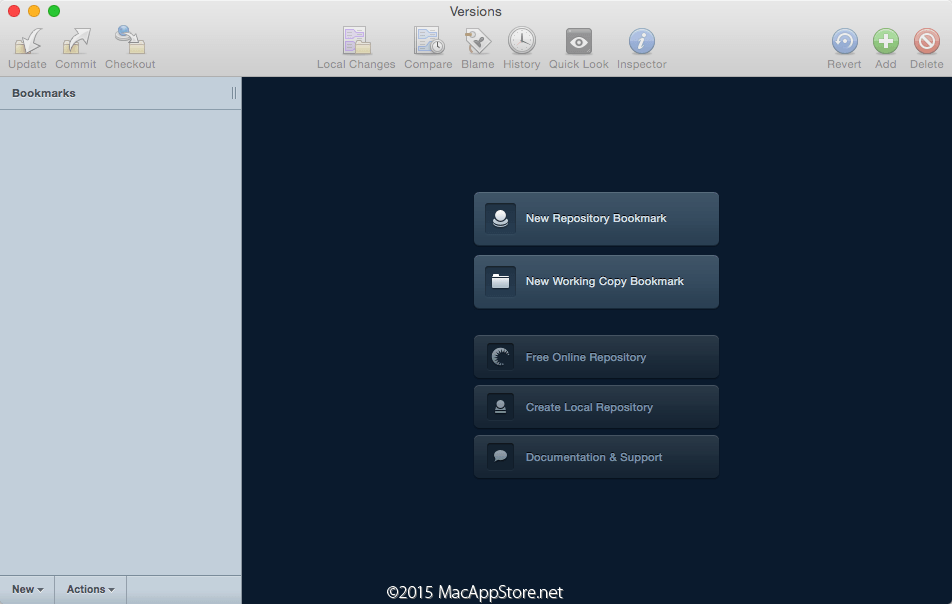 Versions
Update Commit Checkout Local Changes Compare Blame History Quick Look Inspector Revert Add Delete
Bookmarks
New Repository Bookmark
New Working Copy Bookmark
Free Online Repository
Create Local Repository
Documentation & Support
New Actions
©2015 MacAppStore.net